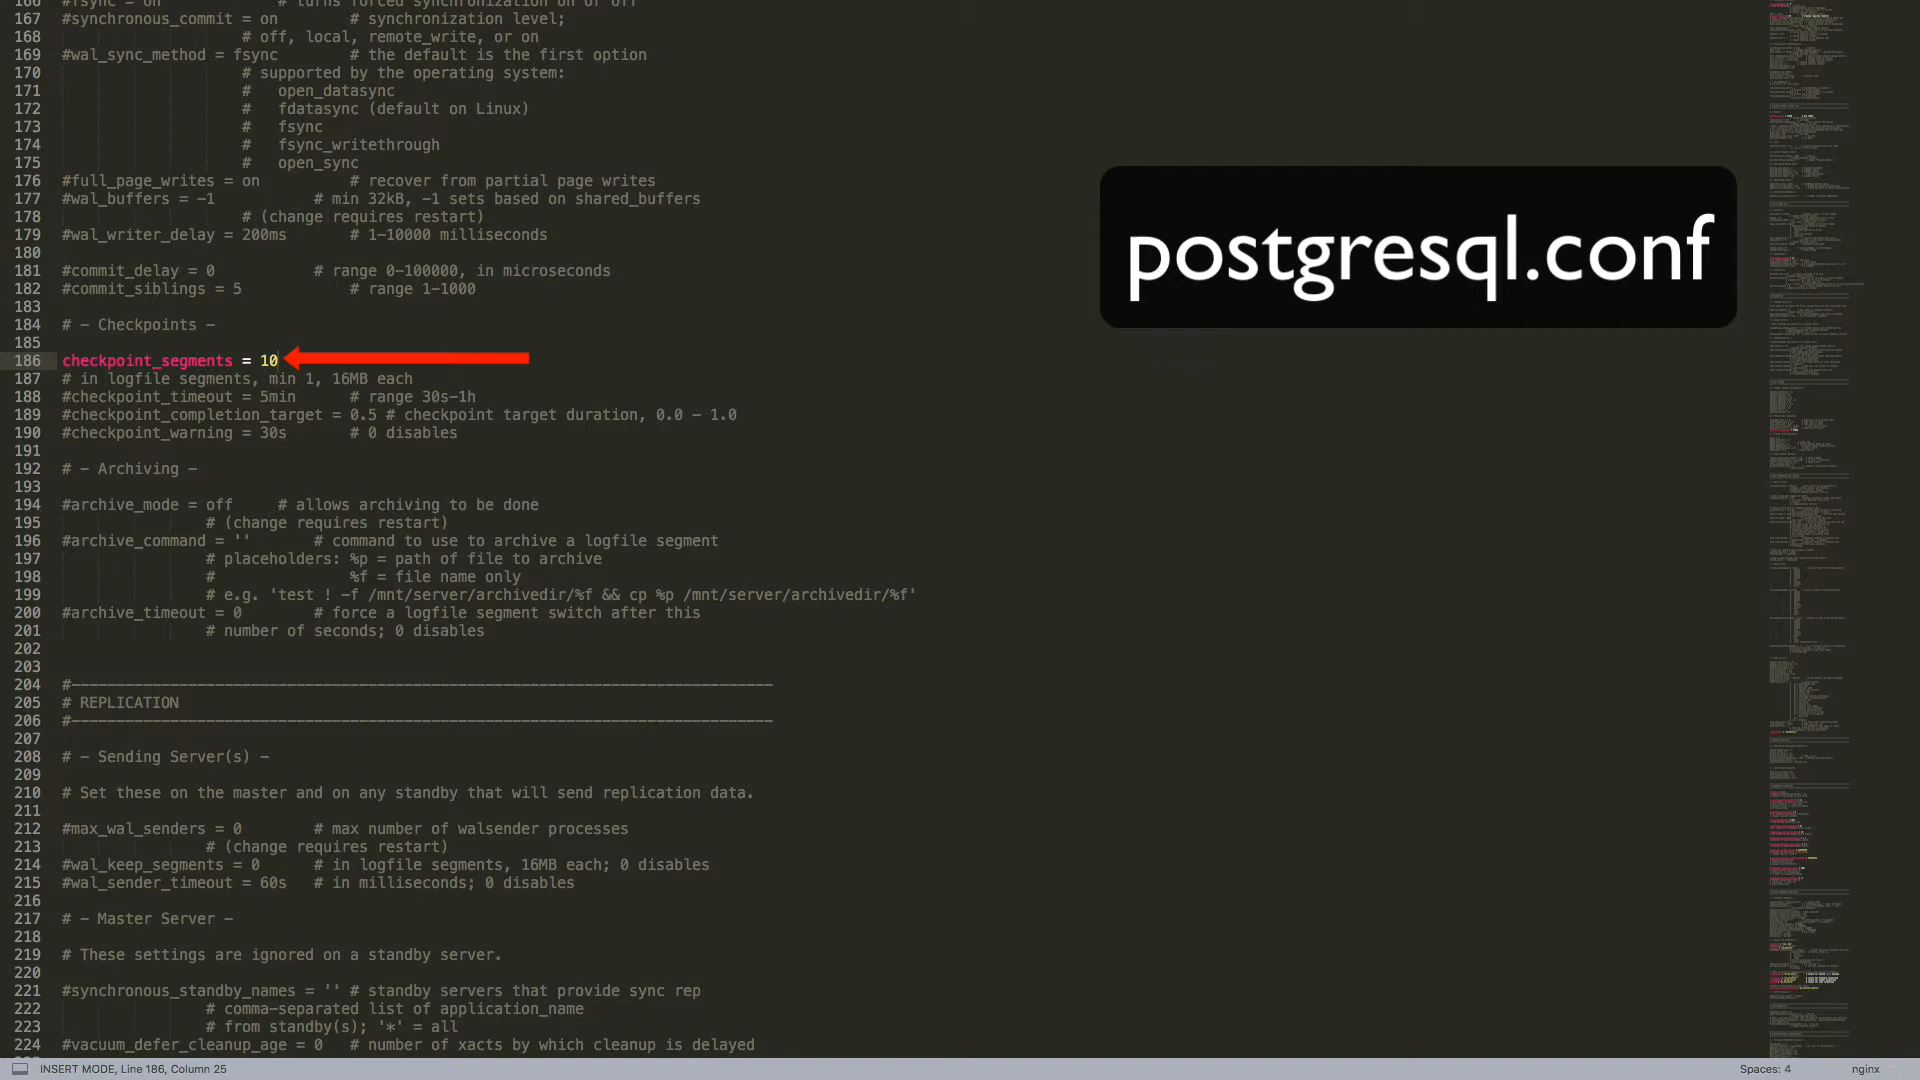 166 #fsync = on # turns forced synchronization on or off
167 #synchronous_commit = on # synchronization level;
168 # off, local, remote_write, or on
169 #wal_sync_method = fsync # the default is the first option
170 # supported by the operating system:
171 # open_datasync
172 # fdatasync (default on Linux)
173 # fsync
174 # fsync_writethrough
175 # open_sync
176 #full_page_writes = on # recover from partial page writes
177 #wal_buffers = -1 # min 32kB, -1 sets based on shared_buffers
178 # (change requires restart)
179 #wal_writer_delay = 200ms # 1-10000 milliseconds
180
181 #commit_delay = 0 # range 0-100000, in microseconds
182 #commit_siblings = 5 # range 1-1000
183
184 # - Checkpoints -
185
186 checkpoint_segments = 10
187 # in logfile segments, min 1, 16MB each
188 #checkpoint_timeout = 5min # range 30s-1h
189 #checkpoint_completion_target = 0.5 # checkpoint target duration, 0.0 - 1.0
190 #checkpoint_warning = 30s # 0 disables
191
192 # - Archiving -
193
194 #archive_mode = off # allows archiving to be done
195 # (change requires restart)
196 #archive_command = '' # command to use to archive a logfile segment
197 # placeholders: %p = path of file to archive
198 # %f = file name only
199 # e.g. 'test ! -f /mnt/server/archivedir/%f && cp %p /mnt/server/archivedir/%f'
200 #archive_timeout = 0 # force a logfile segment switch after this
201 # number of seconds; 0 disables
202
203
204 #------------------------------------------------------------------------------
205 # REPLICATION
206 #------------------------------------------------------------------------------
207
208 # - Sending Server(s) -
209
210 # Set these on the master and on any standby that will send replication data.
211
212 #max_wal_senders = 0 # max number of walsender processes
213 # (change requires restart)
214 #wal_keep_segments = 0 # in logfile segments, 16MB each; 0 disables
215 #wal_sender_timeout = 60s # in milliseconds; 0 disables
216
217 # - Master Server -
218
219 # These settings are ignored on a standby server.
220
221 #synchronous_standby_names = '' # standby servers that provide sync rep
222 # comma-separated list of application_name
223 # from standby(s); '*' = all
224 #vacuum_defer_cleanup_age = 0 # number of xacts by which cleanup is delayed
postgresql.conf
INSERT MODE, Line 186, Column 25
Spaces: 4
nginx